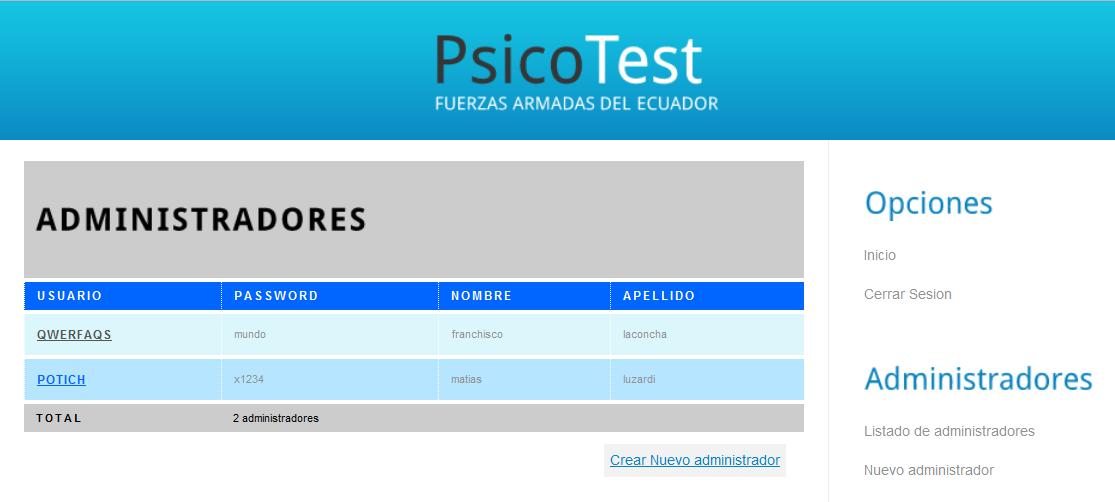 PsicoTest
FUERZAS ARMADAS DEL ECUADOR
ADMINISTRADORES
USUARIO PASSWORD NOMBRE APELLIDO
QWERFAQS mundo franchisco laconcha
POTICH x1234 matias luzardi
TOTAL 2 administradores
Crear Nuevo administrador
Opciones
Inicio
Cerrar Sesion
Administradores
Listado de administradores
Nuevo administrador